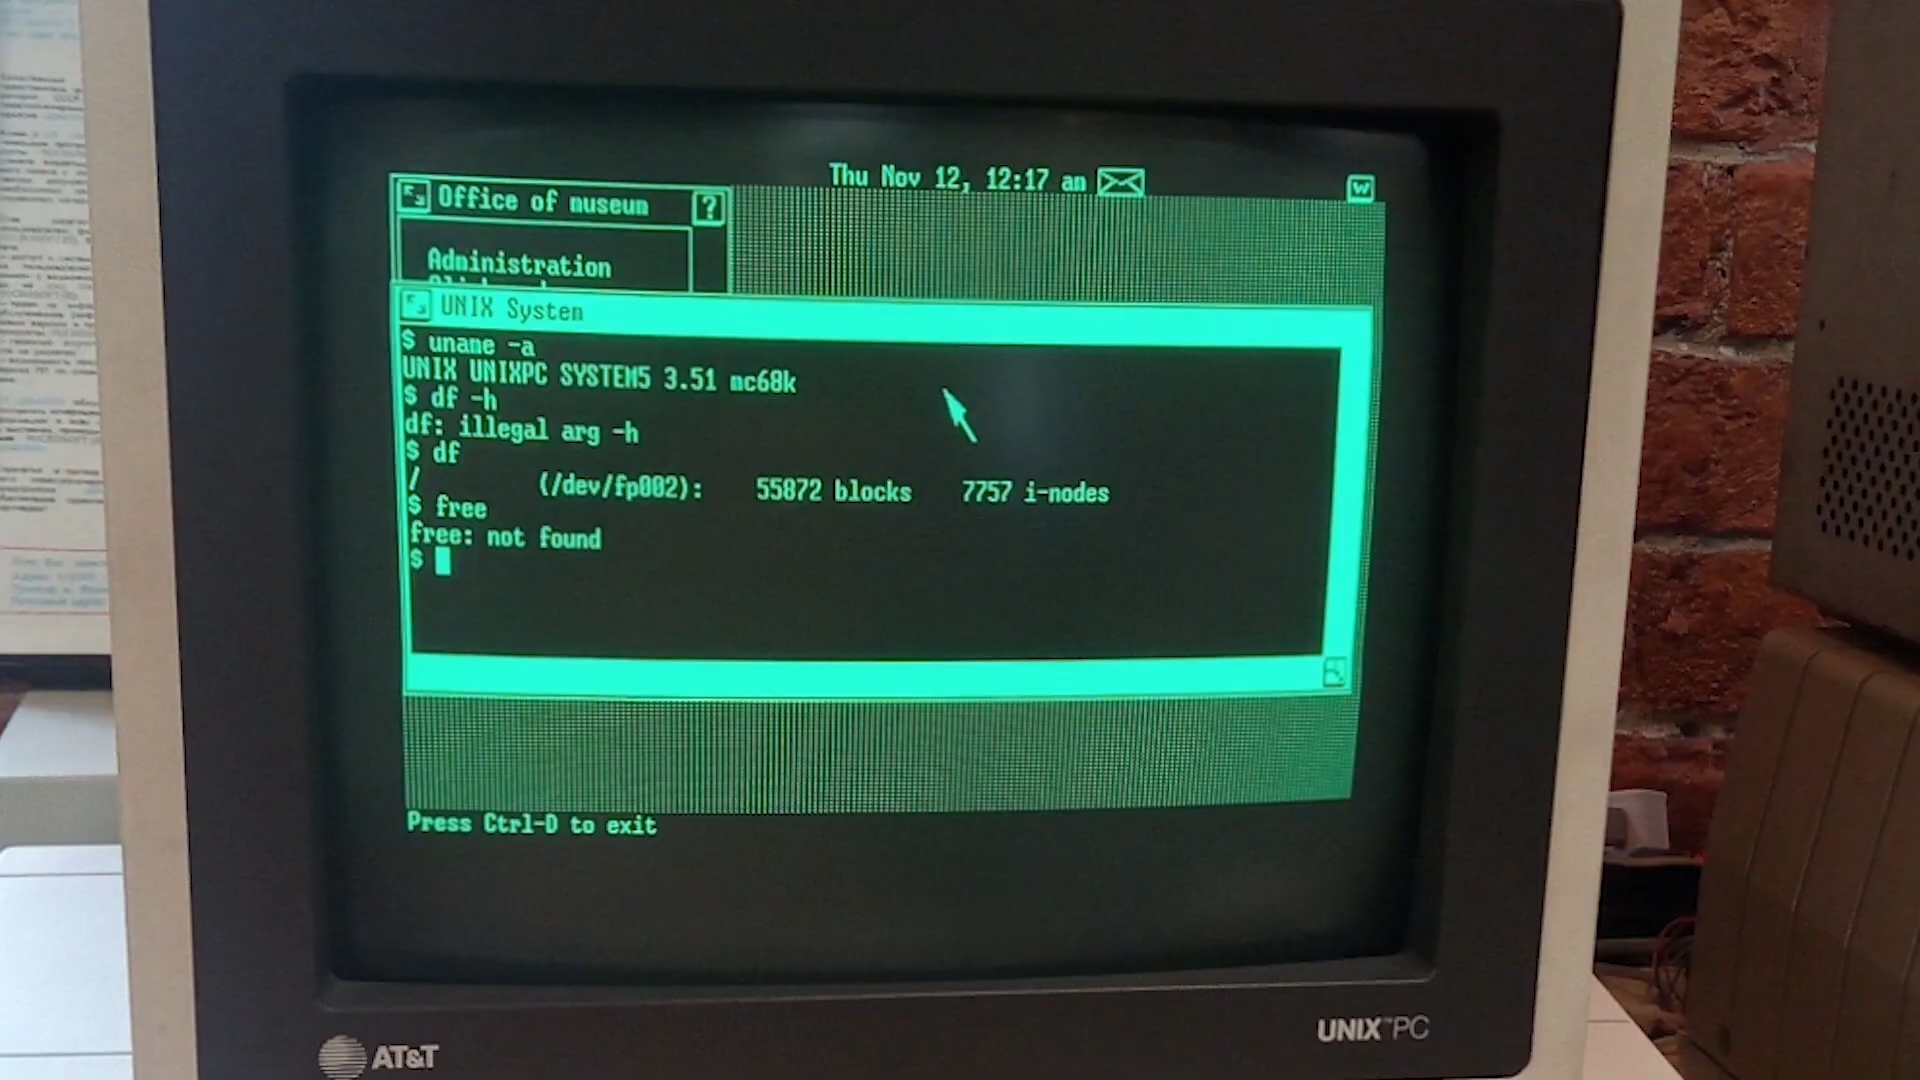 Thu Nov 12, 12:17 am
w
Office of museum ?
Administration
UNIX System
$ uname -a
UNIX UNIXPC SYSTEM5 3.51 mc68k
$ df -h
df: illegal arg -h
$ df
/ (/dev/fp002): 55872 blocks 7757 i-nodes
$ free
free: not found
$
Press Ctrl-D to exit
AT&T
UNIX™PC